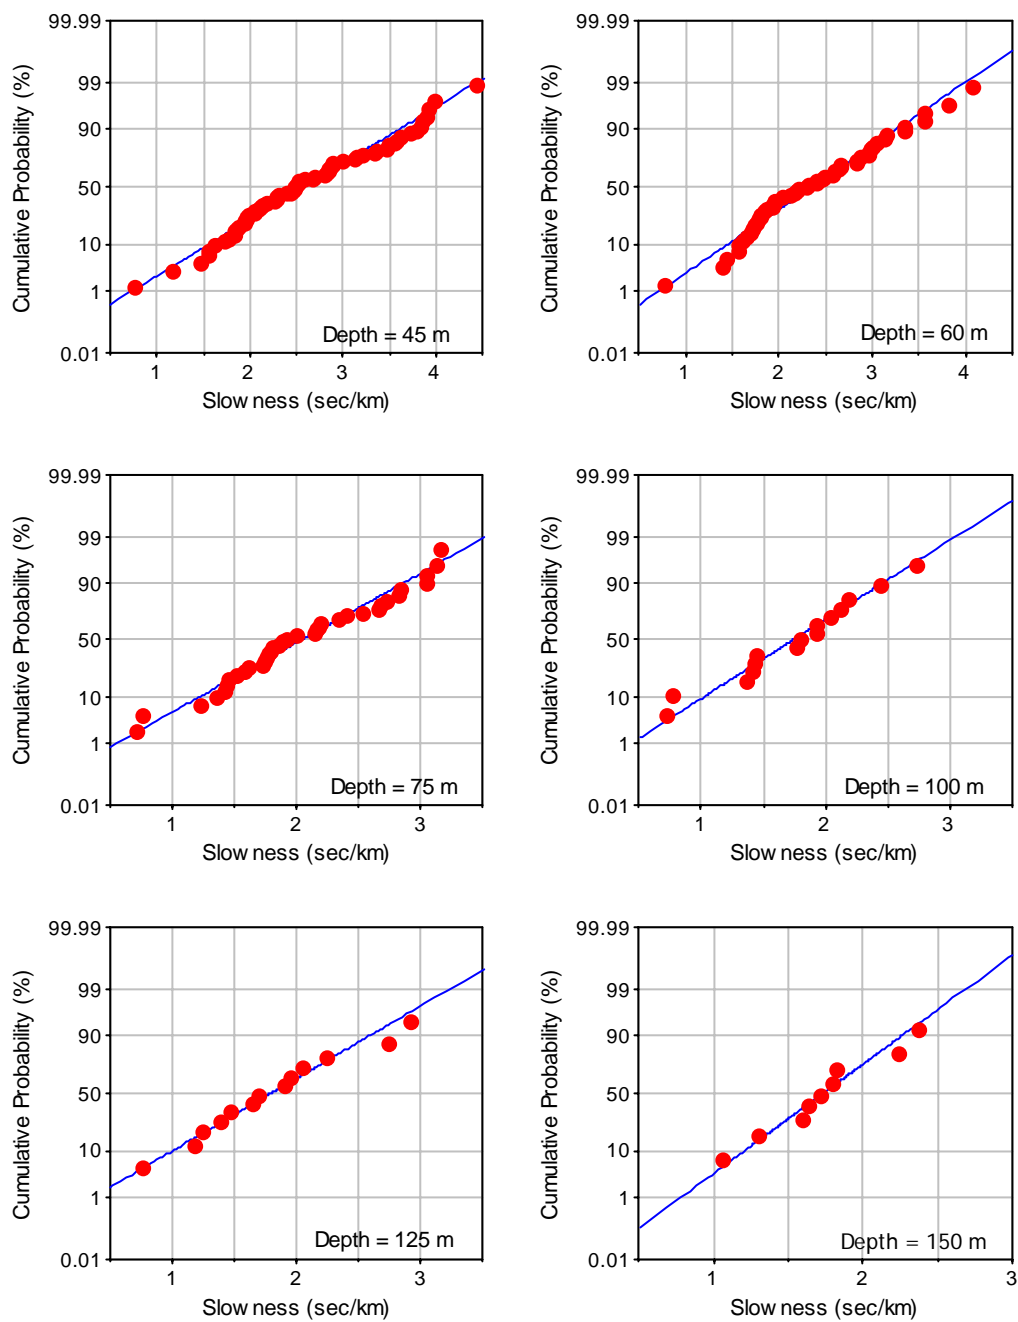 99.99
99
90
50
10
1
0.01
Cumulative Probability (%)
Depth = 45 m
1 2 3 4
Slow ness (sec/km)
99.99
99
90
50
10
1
0.01
Cumulative Probability (%)
Depth = 60 m
1 2 3 4
Slow ness (sec/km)
99.99
99
90
50
10
1
0.01
Cumulative Probability (%)
Depth = 75 m
1 2 3
Slow ness (sec/km)
99.99
99
90
50
10
1
0.01
Cumulative Probability (%)
Depth = 100 m
1 2 3
Slow ness (sec/km)
99.99
99
90
50
10
1
0.01
Cumulative Probability (%)
Depth = 125 m
1 2 3
Slow ness (sec/km)
99.99
99
90
50
10
1
0.01
Cumulative Probability (%)
Depth = 150 m
1 2 3
Slow ness (sec/km)